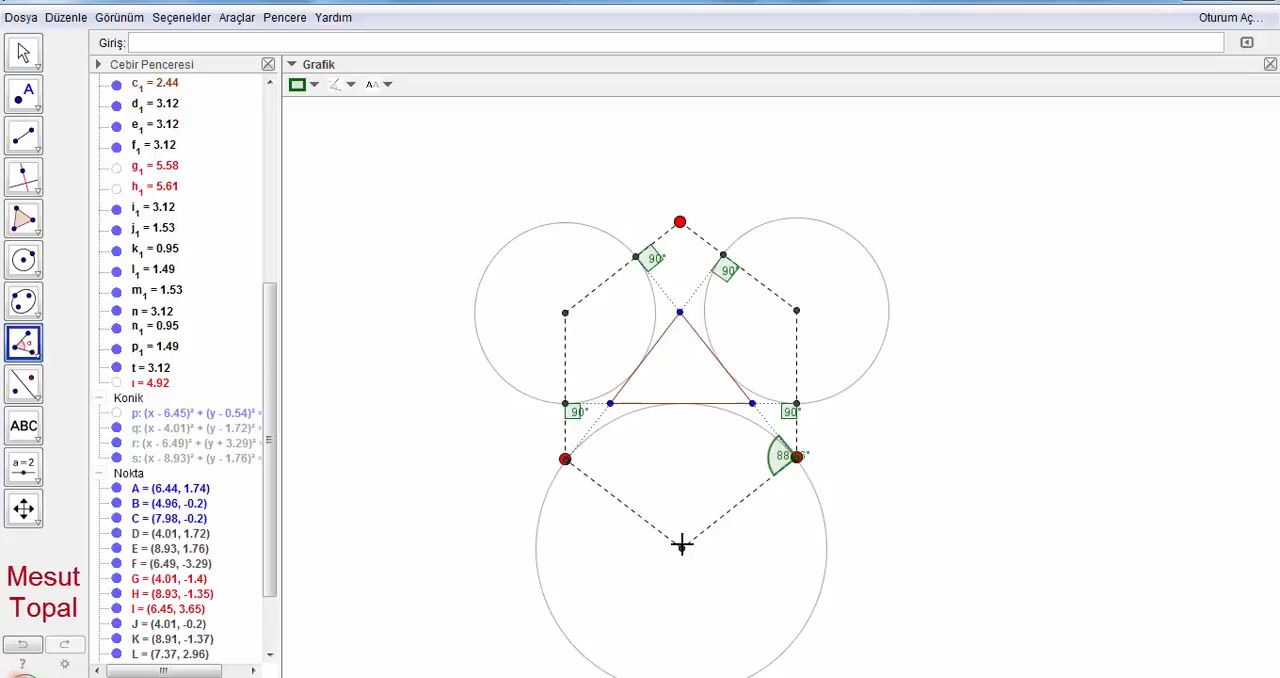 Dosya Düzenle Görünüm Seçenekler Araçlar Pencere Yardım Oturum Aç...
Giriş:
Cebir Penceresi
Grafik
AA
A
ABC
a=2
α
c₁ = 2.44
d₁ = 3.12
e₁ = 3.12
f₁ = 3.12
g₁ = 5.58
h₁ = 5.61
i₁ = 3.12
j₁ = 1.53
k₁ = 0.95
l₁ = 1.49
m₁ = 1.53
n = 3.12
n₁ = 0.95
p₁ = 1.49
t = 3.12
ı = 4.92
Konik
p: (x - 6.45)² + (y - 0.54)² =
q: (x - 4.01)² + (y - 1.72)² =
r: (x - 6.49)² + (y + 3.29)² =
s: (x - 8.93)² + (y - 1.76)² =
Nokta
A = (6.44, 1.74)
B = (4.96, -0.2)
C = (7.98, -0.2)
D = (4.01, 1.72)
E = (8.93, 1.76)
F = (6.49, -3.29)
G = (4.01, -1.4)
H = (8.93, -1.35)
I = (6.45, 3.65)
J = (4.01, -0.2)
K = (8.91, -1.37)
L = (7.37, 2.96)
Mesut
Topal
?
90°
90°
90°
90°